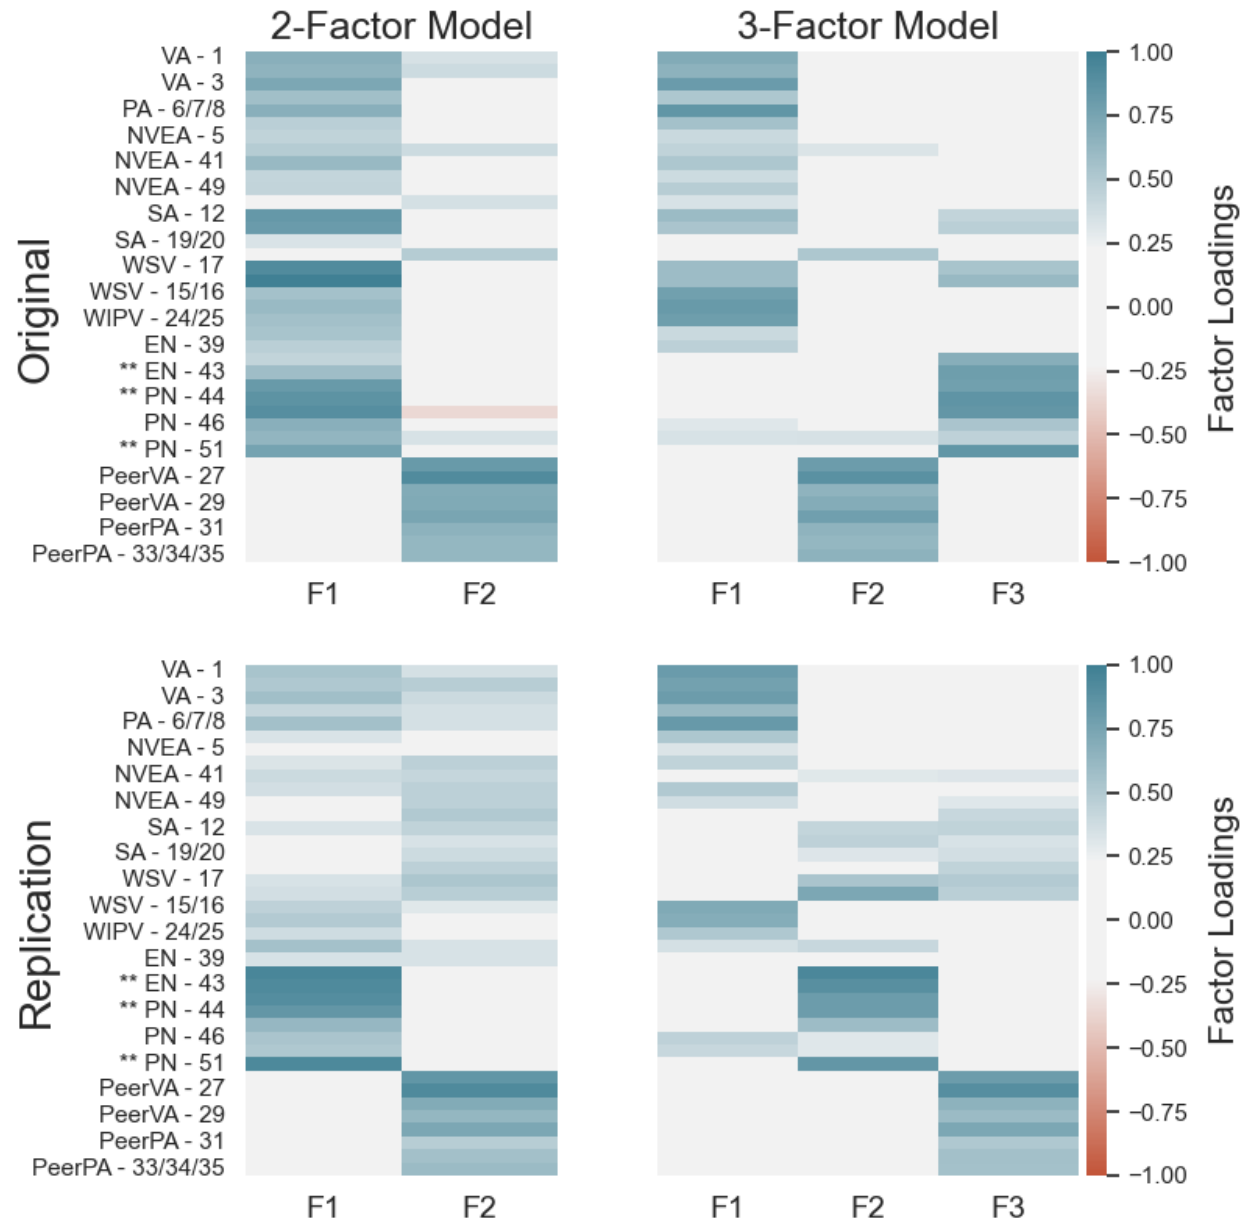 2-Factor Model
3-Factor Model
Original
VA - 1
VA - 3
PA - 6/7/8
NVEA - 5
NVEA - 41
NVEA - 49
SA - 12
SA - 19/20
WSV - 17
WSV - 15/16
WIPV - 24/25
EN - 39
** EN - 43
** PN - 44
PN - 46
** PN - 51
PeerVA - 27
PeerVA - 29
PeerPA - 31
PeerPA - 33/34/35
F1
F2
F1
F2
F3
1.00
0.75
0.50
0.25
0.00
−0.25
−0.50
−0.75
−1.00
Factor Loadings
Replication
VA - 1
VA - 3
PA - 6/7/8
NVEA - 5
NVEA - 41
NVEA - 49
SA - 12
SA - 19/20
WSV - 17
WSV - 15/16
WIPV - 24/25
EN - 39
** EN - 43
** PN - 44
PN - 46
** PN - 51
PeerVA - 27
PeerVA - 29
PeerPA - 31
PeerPA - 33/34/35
F1
F2
F1
F2
F3
1.00
0.75
0.50
0.25
0.00
−0.25
−0.50
−0.75
−1.00
Factor Loadings